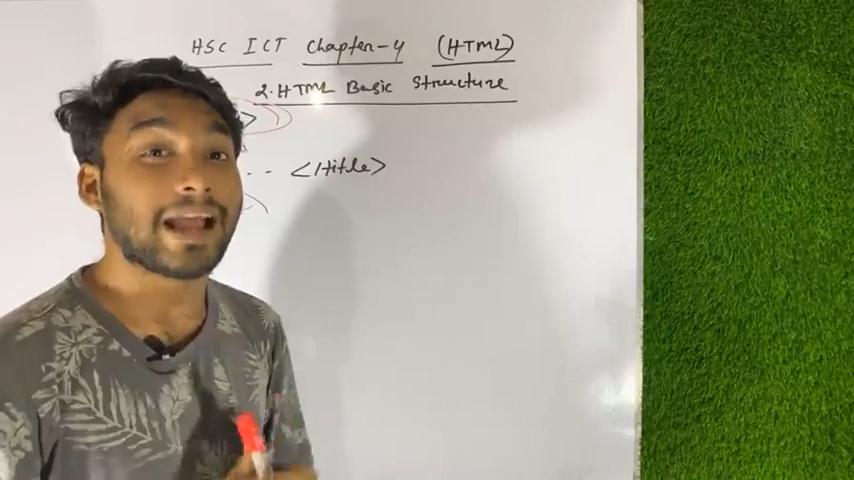 HSC ICT Chapter-4 (HTML)
2. HTML Basic Structure
>
-- </title>